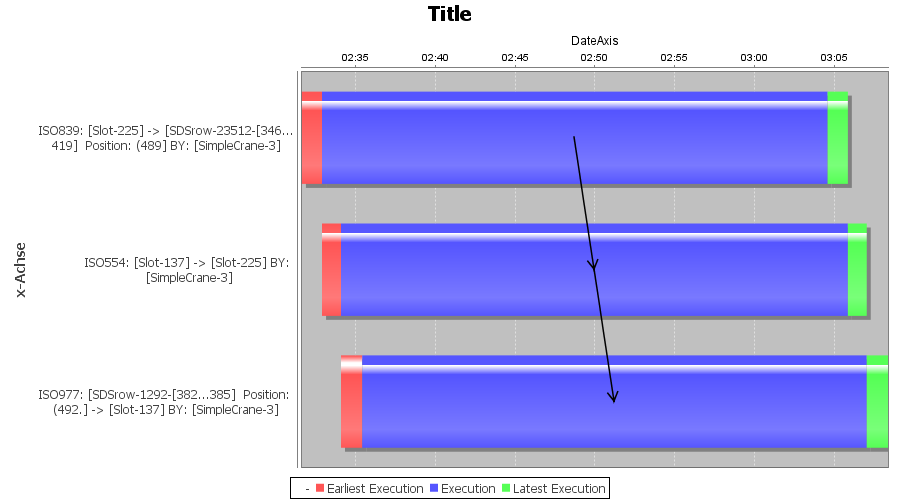 Title
DateAxis
02:35 02:40 02:45 02:50 02:55 03:00 03:05
ISO839: [Slot-225] -> [SDSrow-23512-[346...
419] Position: (489] BY: [SimpleCrane-3]
ISO554: [Slot-137] -> [Slot-225] BY:
[SimpleCrane-3]
x-Achse
ISO977: [SDSrow-1292-[382...385] Position:
(492.] -> [Slot-137] BY: [SimpleCrane-3]
- Earliest Execution Execution Latest Execution